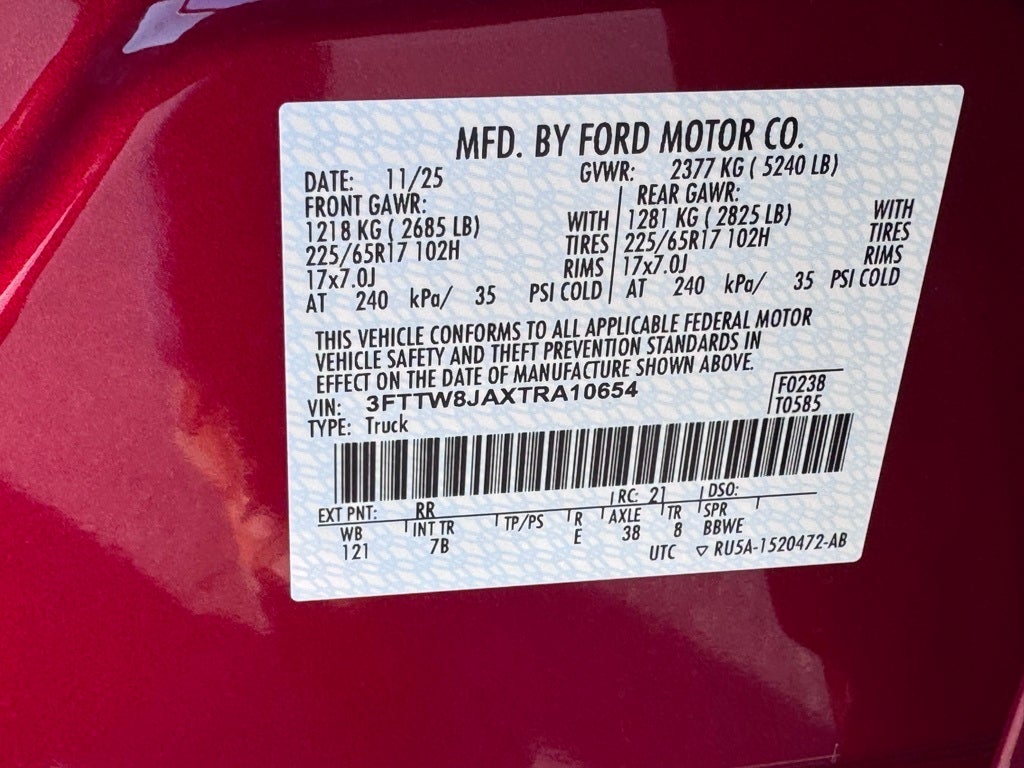 MFD. BY FORD MOTOR CO.
DATE: 11/25 GVWR: 2377 KG ( 5240 LB)
FRONT GAWR: REAR GAWR:
1218 KG ( 2685 LB) WITH 1281 KG ( 2825 LB) WITH
225/65R17 102H TIRES 225/65R17 102H TIRES
17x7.0J RIMS 17x7.0J RIMS
AT 240 kPa/ 35 PSI COLD AT 240 kPa/ 35 PSI COLD
THIS VEHICLE CONFORMS TO ALL APPLICABLE FEDERAL MOTOR
VEHICLE SAFETY AND THEFT PREVENTION STANDARDS IN
EFFECT ON THE DATE OF MANUFACTURE SHOWN ABOVE.
VIN: 3FTTW8JAXTRA10654 F0238
TYPE: Truck T0585
EXT PNT: RR RC: 21 DSO:
WB INT TR TP/PS R AXLE TR SPR
121 7B E 38 8 BBWE
UTC ▽ RU5A-1520472-AB